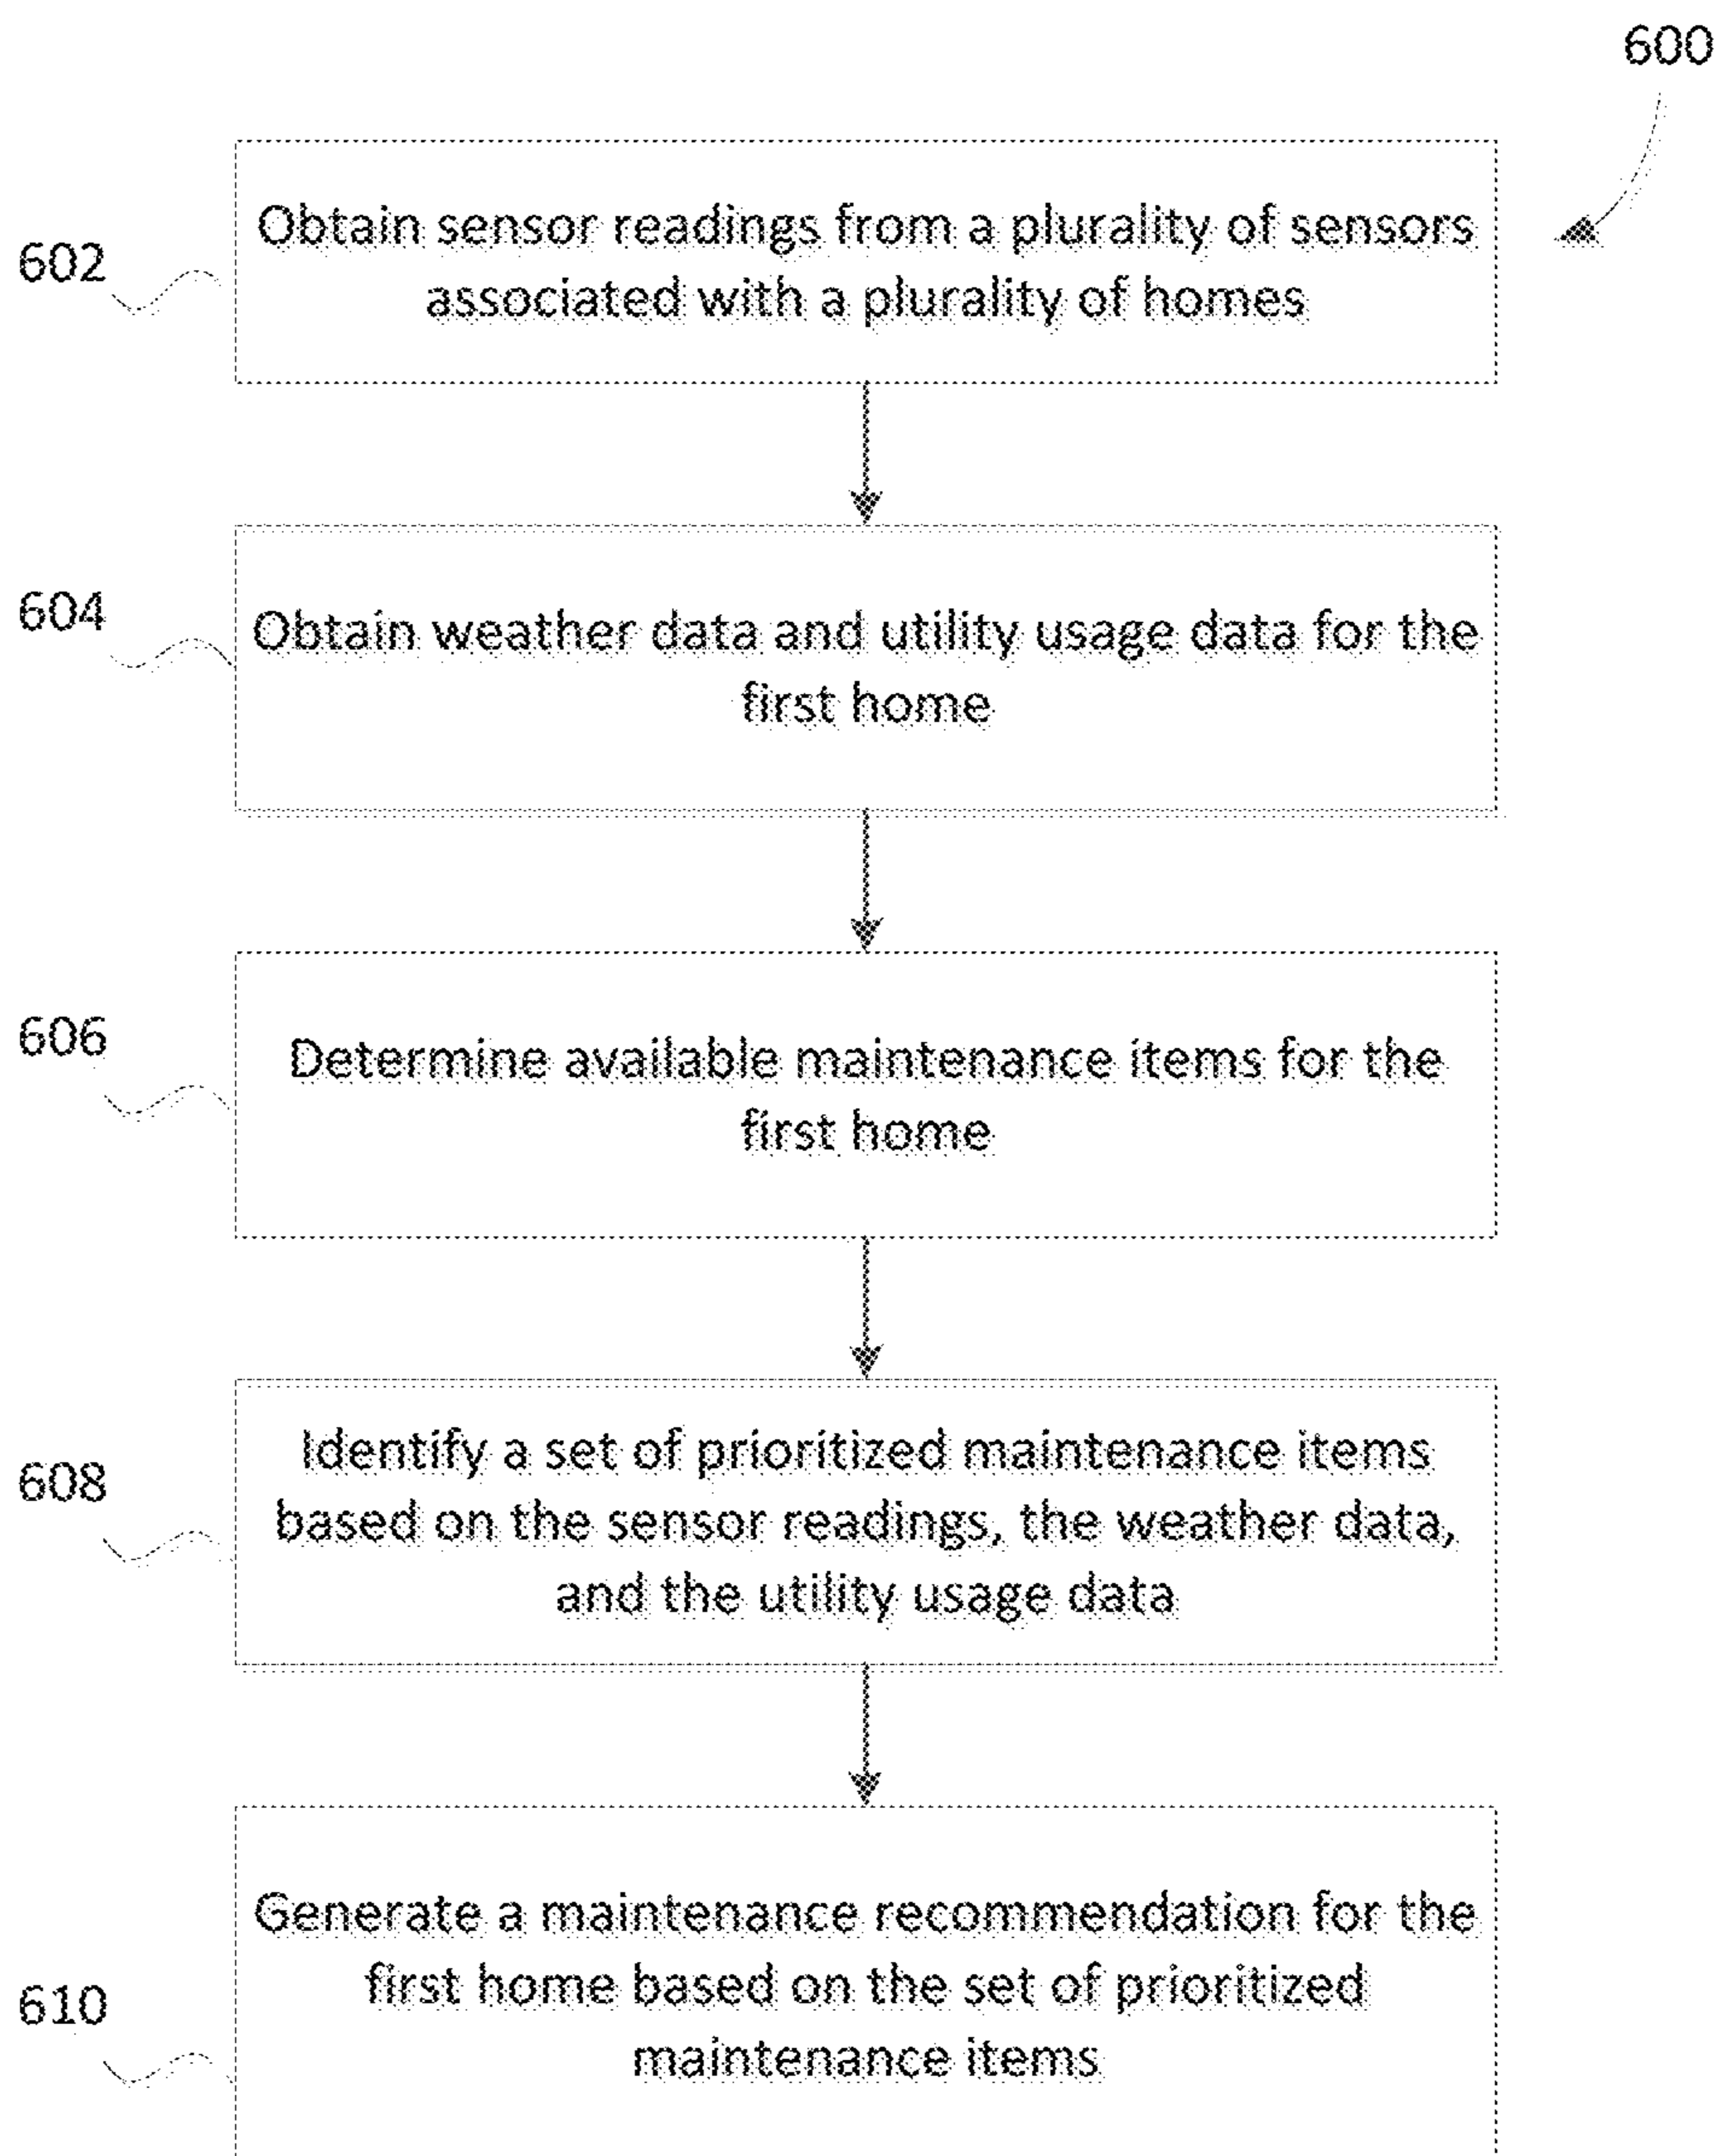 600
602
Obtain sensor readings from a plurality of sensors
associated with a plurality of homes
604
Obtain weather data and utility usage data for the
first home
606
Determine available maintenance items for the
first home
608
Identify a set of prioritized maintenance items
based on the sensor readings, the weather data,
and the utility usage data
610
Generate a maintenance recommendation for the
first home based on the set of prioritized
maintenance items